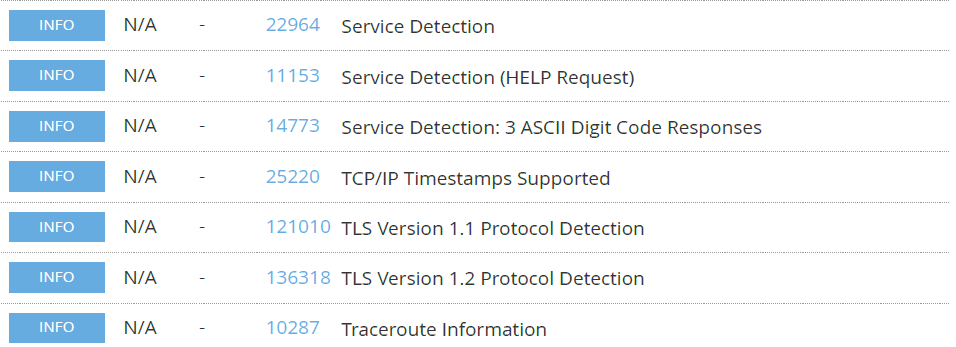 INFO N/A - 22964 Service Detection
INFO N/A - 11153 Service Detection (HELP Request)
INFO N/A - 14773 Service Detection: 3 ASCII Digit Code Responses
INFO N/A - 25220 TCP/IP Timestamps Supported
INFO N/A - 121010 TLS Version 1.1 Protocol Detection
INFO N/A - 136318 TLS Version 1.2 Protocol Detection
INFO N/A - 10287 Traceroute Information